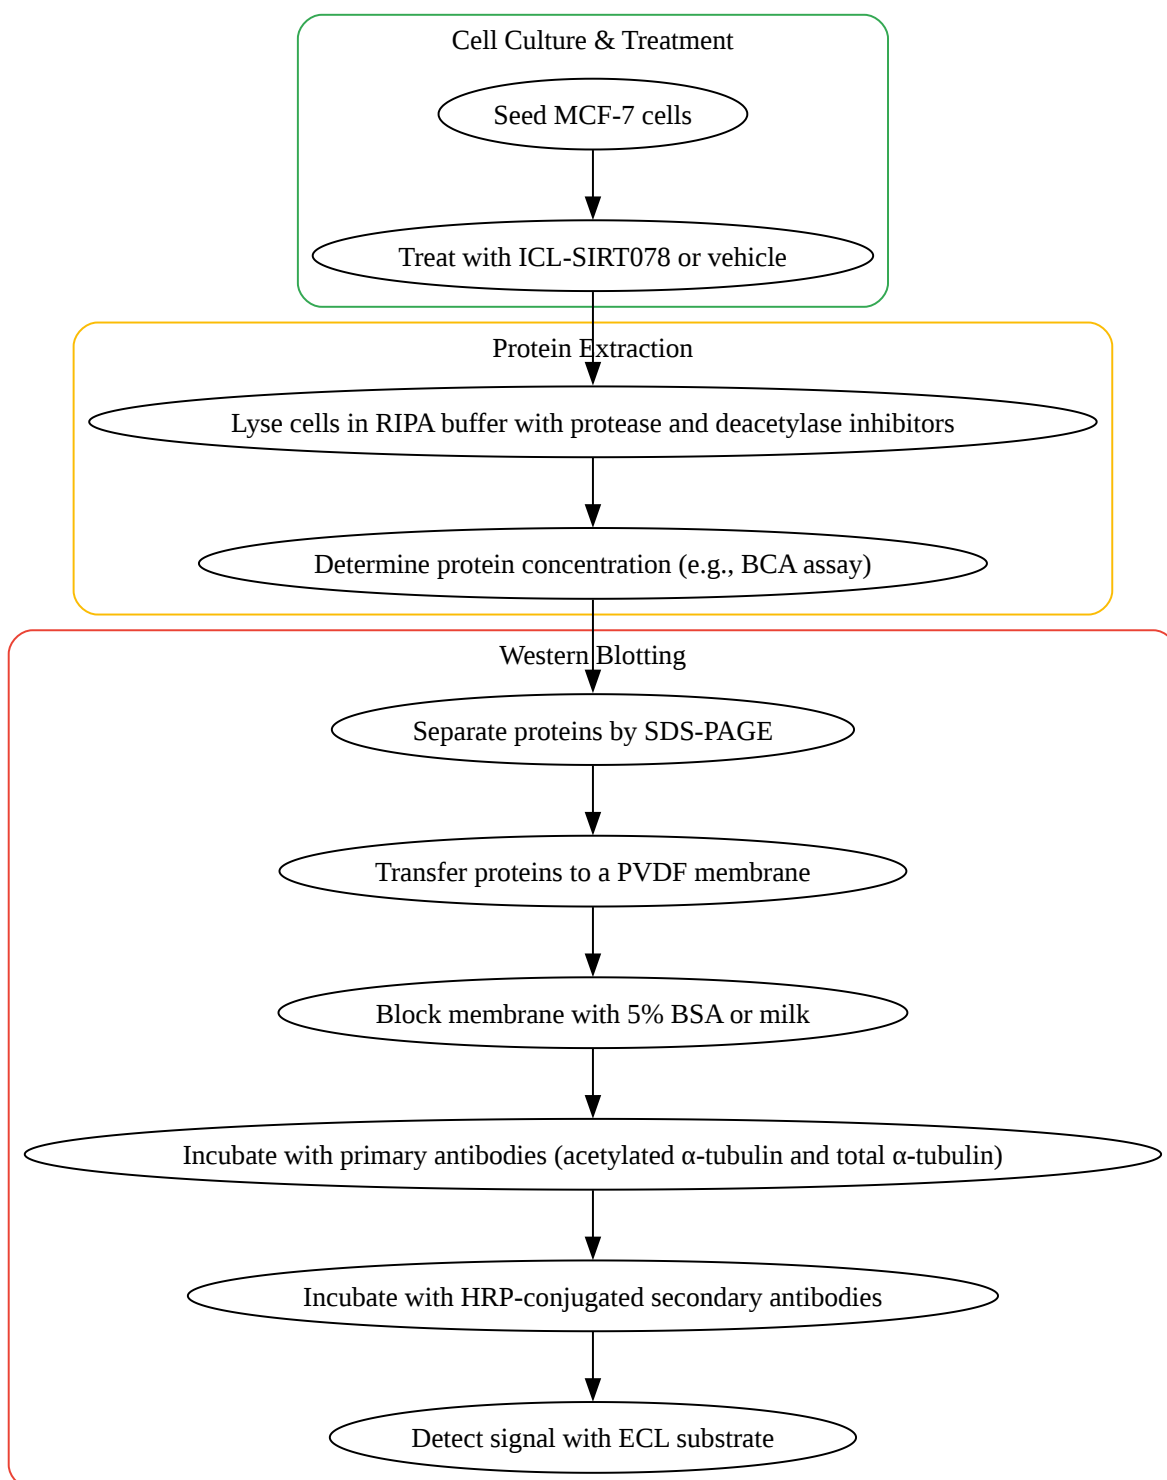 Cell Culture & Treatment
Seed MCF-7 cells
Treat with ICL-SIRT078 or vehicle
Protein Extraction
Lyse cells in RIPA buffer with protease and deacetylase inhibitors
Determine protein concentration (e.g., BCA assay)
Western Blotting
Separate proteins by SDS-PAGE
Transfer proteins to a PVDF membrane
Block membrane with 5% BSA or milk
Incubate with primary antibodies (acetylated α-tubulin and total α-tubulin)
Incubate with HRP-conjugated secondary antibodies
Detect signal with ECL substrate